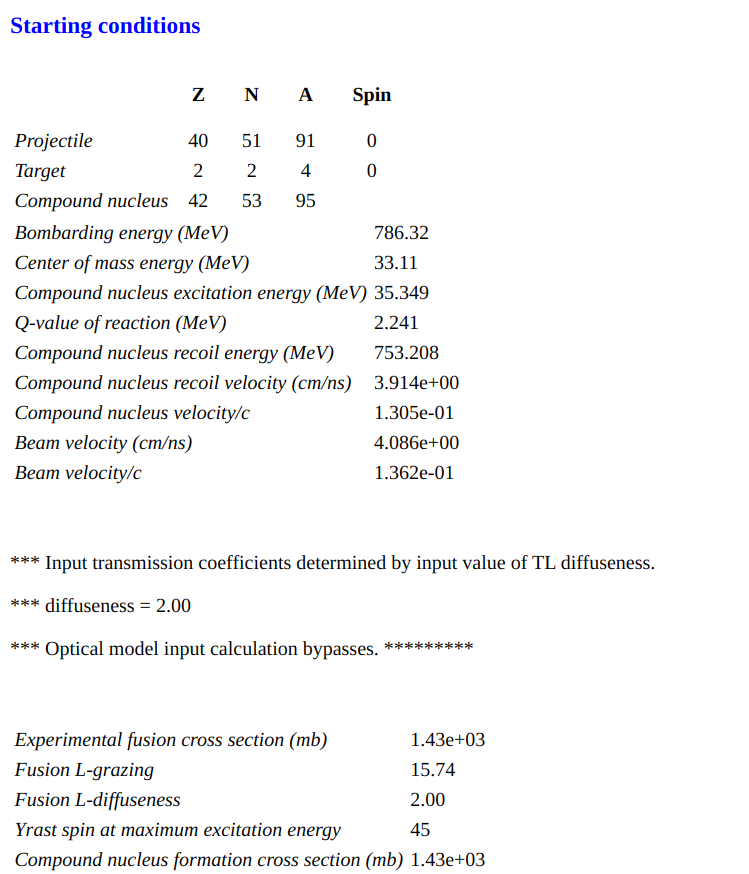 Starting conditions
Z N A Spin
Projectile 40 51 91 0
Target 2 2 4 0
Compound nucleus 42 53 95
Bombarding energy (MeV) 786.32
Center of mass energy (MeV) 33.11
Compound nucleus excitation energy (MeV) 35.349
Q-value of reaction (MeV) 2.241
Compound nucleus recoil energy (MeV) 753.208
Compound nucleus recoil velocity (cm/ns) 3.914e+00
Compound nucleus velocity/c 1.305e-01
Beam velocity (cm/ns) 4.086e+00
Beam velocity/c 1.362e-01
*** Input transmission coefficients determined by input value of TL diffuseness.
*** diffuseness = 2.00
*** Optical model input calculation bypasses. *********
Experimental fusion cross section (mb) 1.43e+03
Fusion L-grazing 15.74
Fusion L-diffuseness 2.00
Yrast spin at maximum excitation energy 45
Compound nucleus formation cross section (mb) 1.43e+03